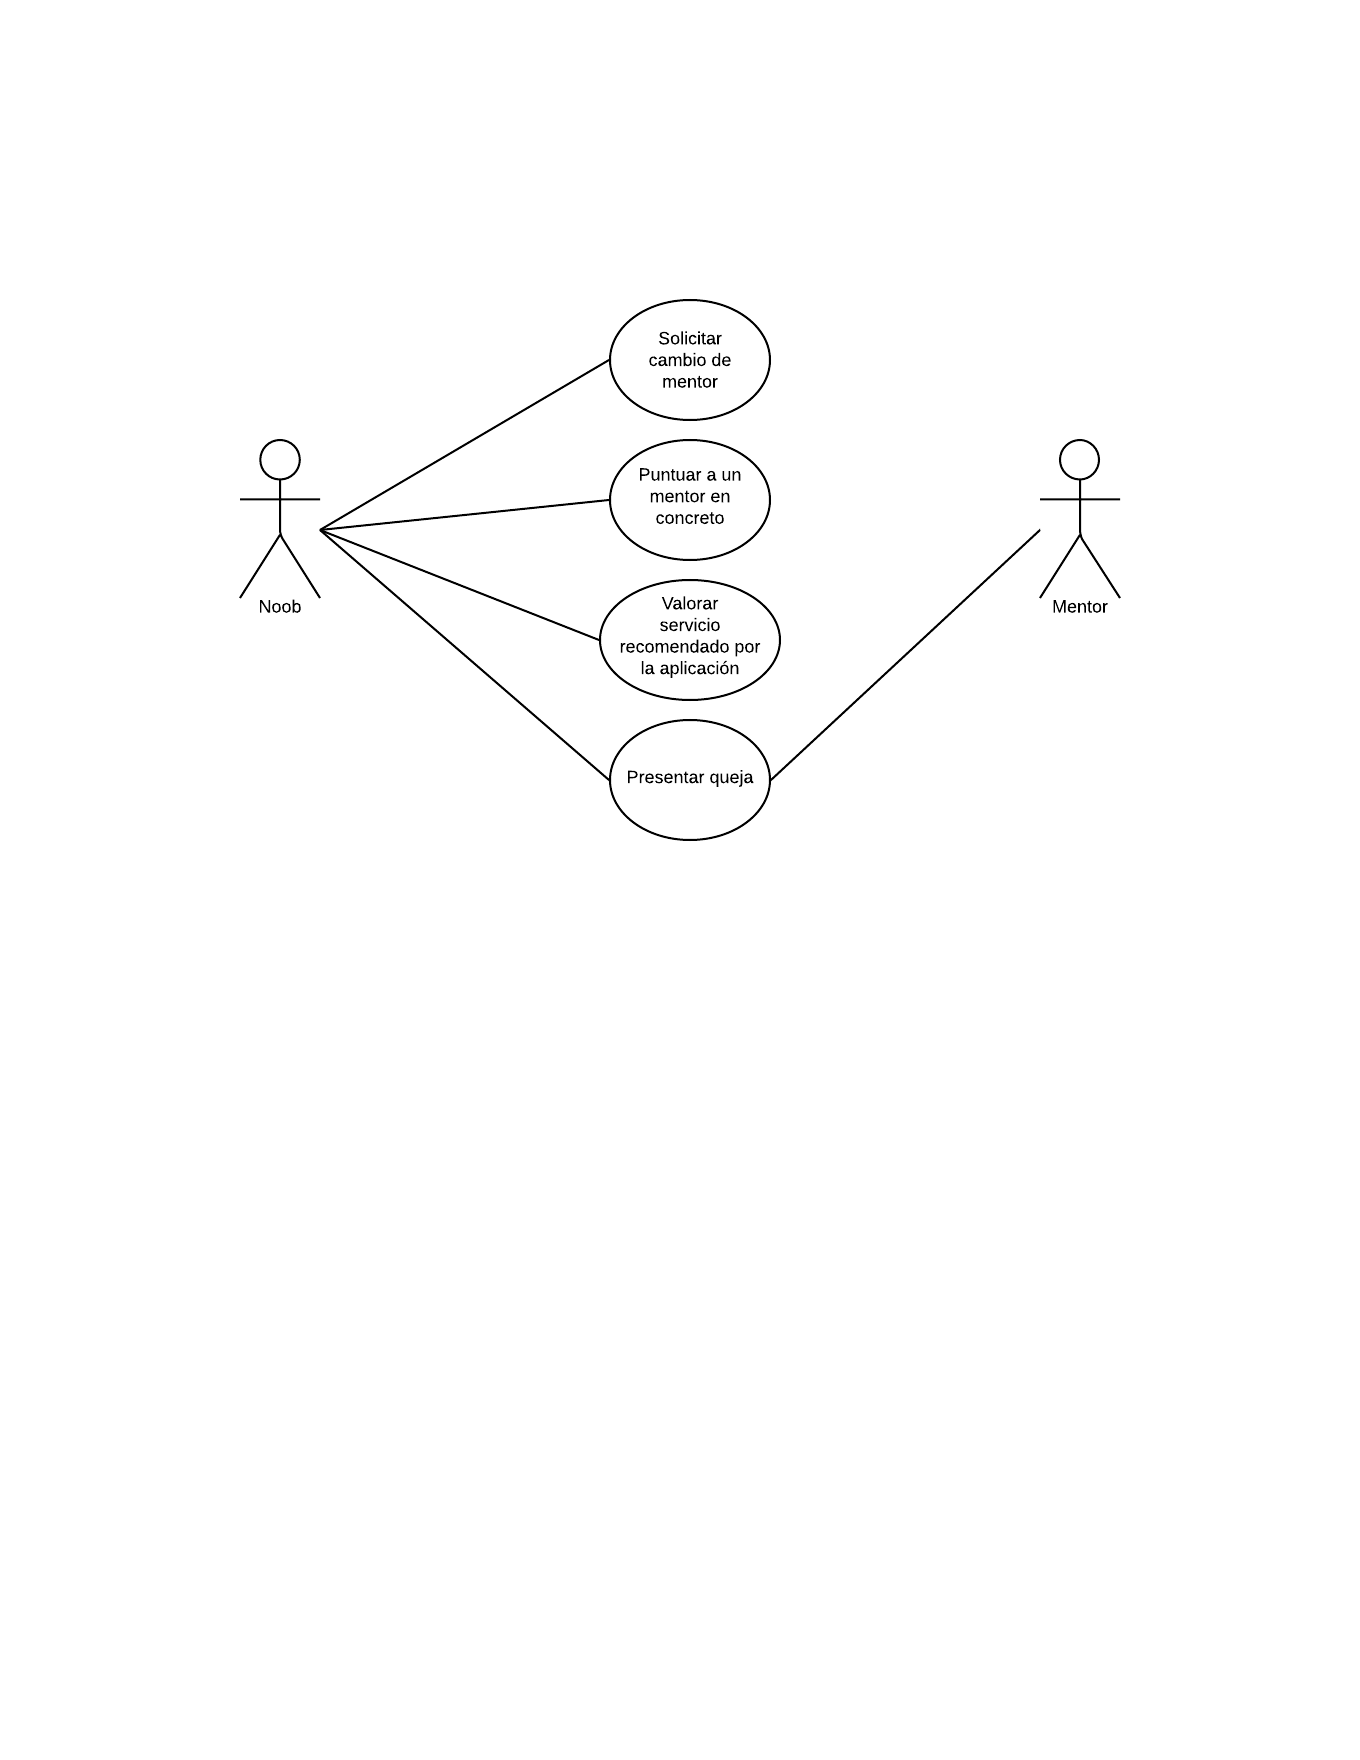 Solicitar
cambio de
mentor
Puntuar a un
mentor en
concreto
Noob
Mentor
Valorar
servicio
recomendado por
la aplicación
Presentar queja